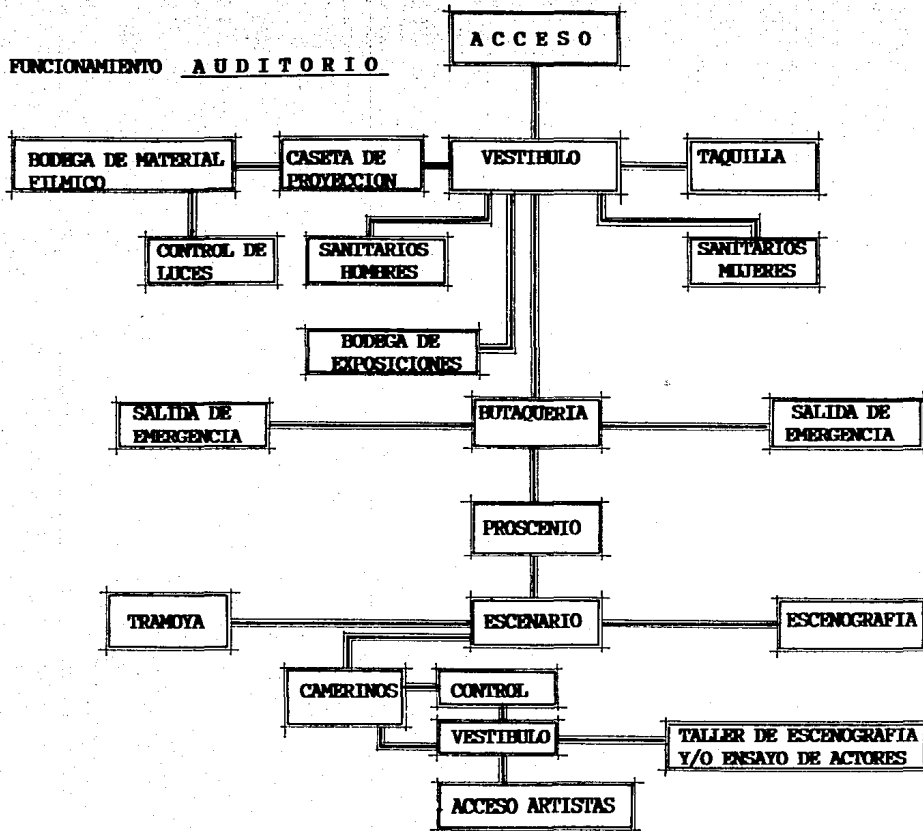 A C C E S O
FUNCIONAMIENTO A U D I T O R I O
BODEGA DE MATERIAL
FILMICO
CASETA DE
PROYECCION
VESTIBULO
TAQUILLA
CONTROL DE
LUCES
SANITARIOS
HOMBRES
SANITARIOS
MUJERES
BODEGA DE
EXPOSICIONES
SALIDA DE
EMERGENCIA
BUTAQUERIA
SALIDA DE
EMERGENCIA
PROSCENIO
TRAMOYA
ESCENARIO
ESCENOGRAFIA
CAMERINOS
CONTROL
VESTIBULO
TALLER DE ESCENOGRAFIA
Y/O ENSAYO DE ACTORES
ACCESO ARTISTAS